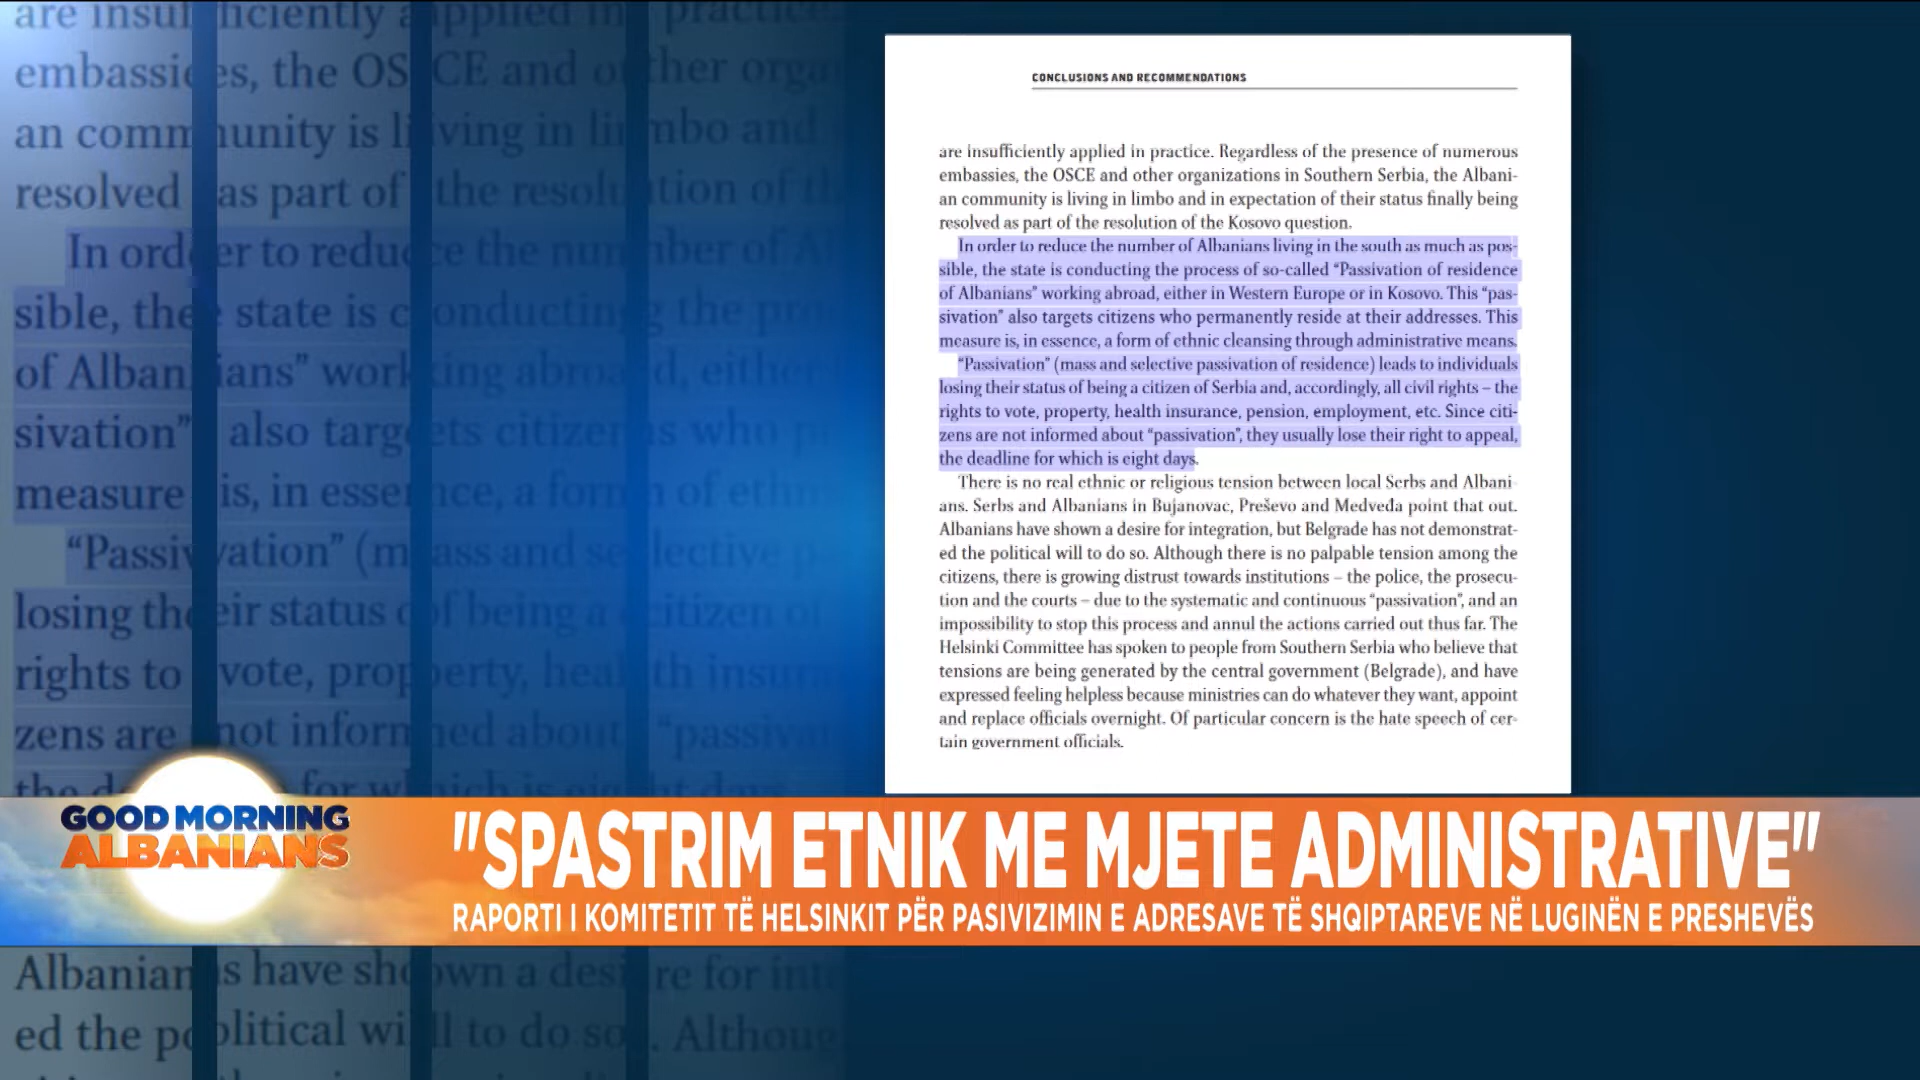 CONCLUSIONS AND RECOMMENDATIONS
are insufficiently applied in practice. Regardless of the presence of numerous
embassies, the OSCE and other organizations in Southern Serbia, the Albani-
an community is living in limbo and in expectation of their status finally being
resolved as part of the resolution of the Kosovo question.
In order to reduce the number of Albanians living in the south as much as pos-
sible, the state is conducting the process of so-called “Passivation of residence
of Albanians” working abroad, either in Western Europe or in Kosovo. This “pas-
sivation” also targets citizens who permanently reside at their addresses. This
measure is, in essence, a form of ethnic cleansing through administrative means.
“Passivation” (mass and selective passivation of residence) leads to individuals
losing their status of being a citizen of Serbia and, accordingly, all civil rights – the
rights to vote, property, health insurance, pension, employment, etc. Since citi-
zens are not informed about “passivation”, they usually lose their right to appeal,
the deadline for which is eight days.
There is no real ethnic or religious tension between local Serbs and Albani-
ans. Serbs and Albanians in Bujanovac, Preševo and Medveđa point that out.
Albanians have shown a desire for integration, but Belgrade has not demonstrat-
ed the political will to do so. Although there is no palpable tension among the
citizens, there is growing distrust towards institutions – the police, the prosecu-
tion and the courts – due to the systematic and continuous “passivation”, and an
impossibility to stop this process and annul the actions carried out thus far. The
Helsinki Committee has spoken to people from Southern Serbia who believe that
tensions are being generated by the central government (Belgrade), and have
expressed feeling helpless because ministries can do whatever they want, appoint
and replace officials overnight. Of particular concern is the hate speech of cer-
tain government officials.
GOOD MORNING
ALBANIANS
"SPASTRIM ETNIK ME MJETE ADMINISTRATIVE"
RAPORTI I KOMITETIT TË HELSINKIT PËR PASIVIZIMIN E ADRESAVE TË SHQIPTAREVE NË LUGINËN E PRESHEVËS